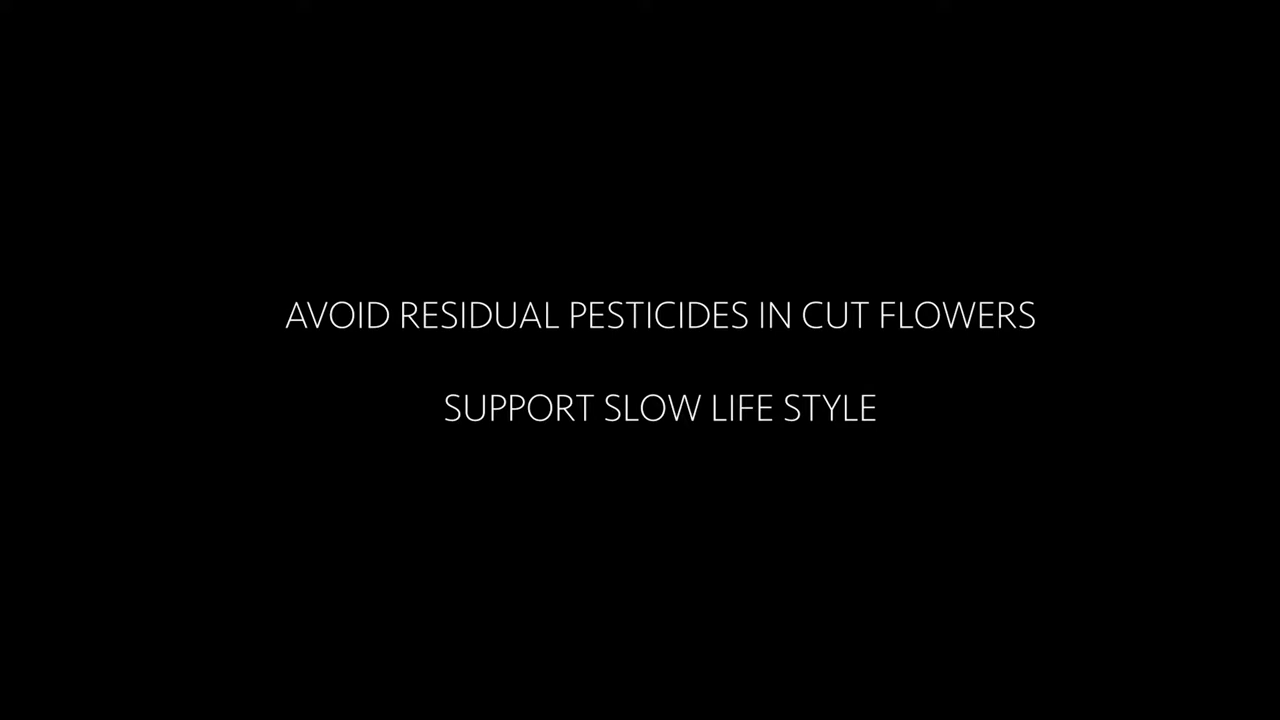 AVOID RESIDUAL PESTICIDES IN CUT FLOWERS
SUPPORT SLOW LIFE STYLE